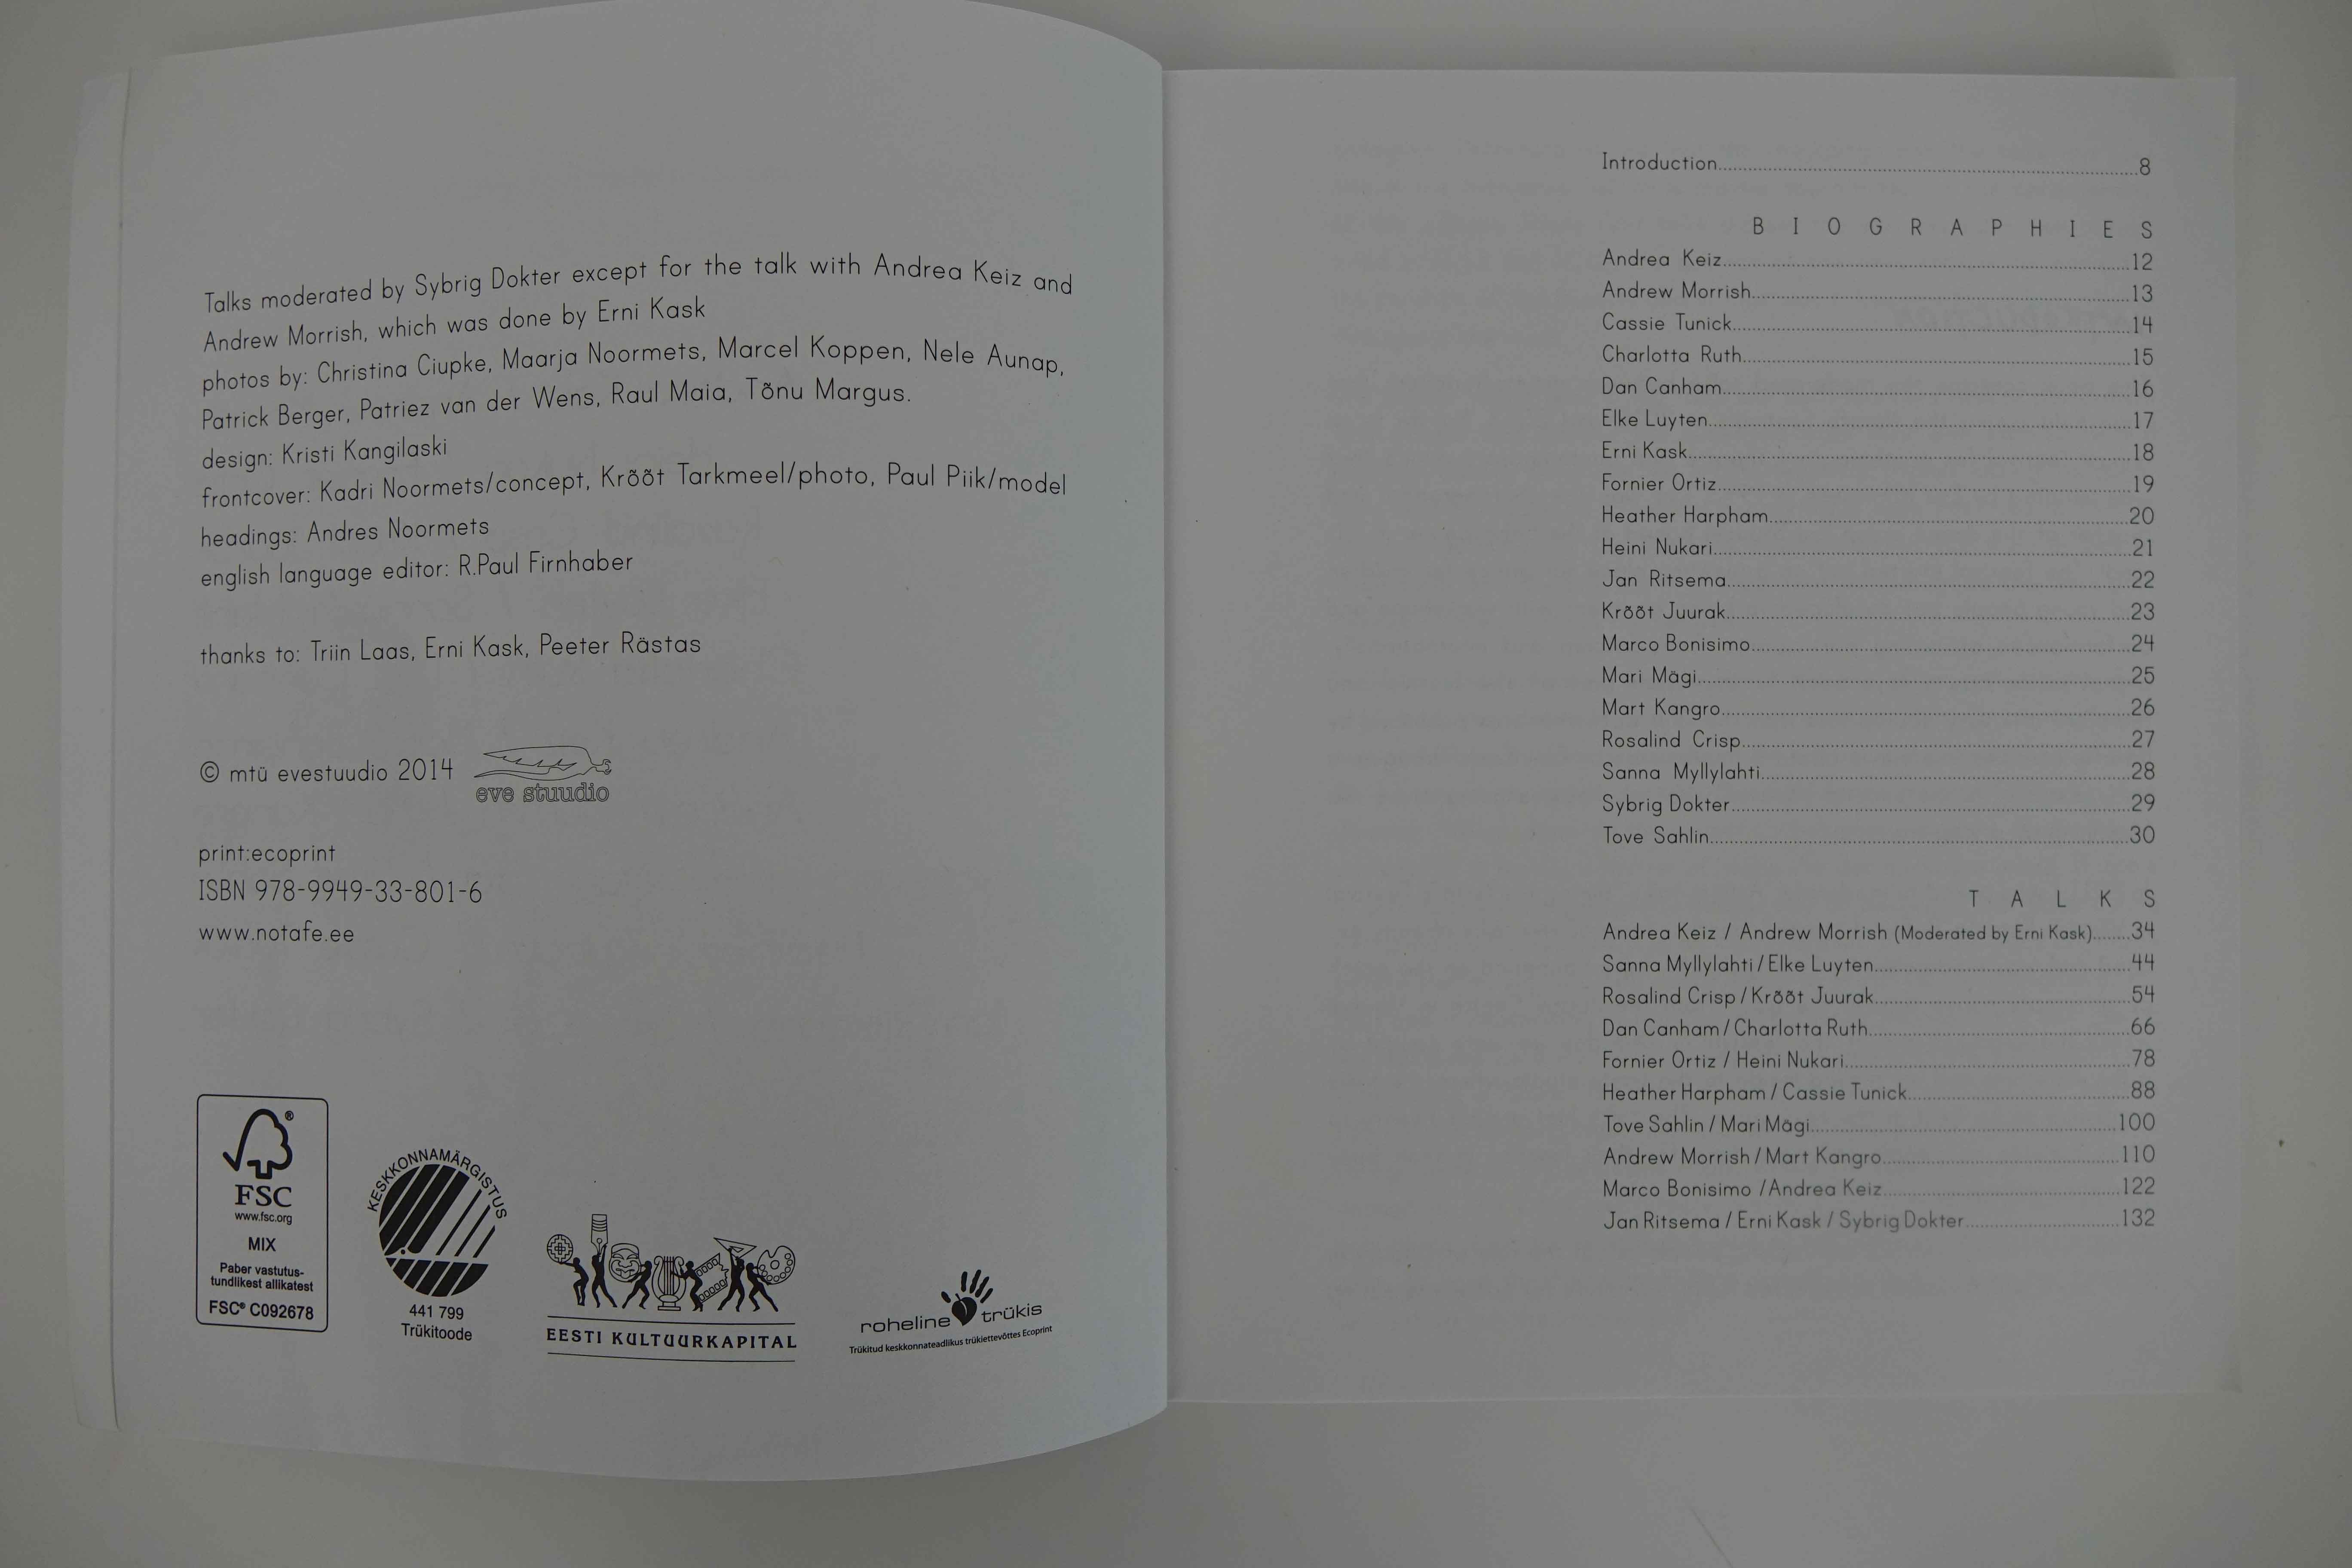 Talks moderated by Sybrig Dokter except for the talk with Andrea Keiz and
Andrew Morrish, which was done by Erni Kask
photos by: Christina Ciupke, Maarja Noormets, Marcel Koppen, Nele Aunap,
Patrick Berger, Patriez van der Wens, Raul Maia, Tõnu Margus.
design: Kristi Kangilaski
frontcover: Kadri Noormets/concept, Krõõt Tarkmeel/photo, Paul Piik/model
headings: Andres Noormets
english language editor: R.Paul Firnhaber
thanks to: Triin Laas, Erni Kask, Peeter Rästas
© mtü evestuudio 2014
eve stuudio
print:ecoprint
ISBN 978-9949-33-801-6
www.notafe.ee
FSC®
www.fsc.org
MIX
Paber vastutus-
tundlikest allikatest
FSC® C092678
KESKKONNAMÄRGISTUS
441 799
Trükitoode
EESTI KULTUURKAPITAL
roheline trükis
Trükitud keskkonnateadlikus trükiettevõttes Ecoprint
Introduction........8
BIOGRAPHIES
Andrea Keiz........12
Andrew Morrish........13
Cassie Tunick........14
Charlotta Ruth........15
Dan Canham........16
Elke Luyten........17
Erni Kask........18
Fornier Ortiz........19
Heather Harpham........20
Heini Nukari........21
Jan Ritsema........22
Krõõt Juurak........23
Marco Bonisimo........24
Mari Mägi........25
Mart Kangro........26
Rosalind Crisp........27
Sanna Myllylahti........28
Sybrig Dokter........29
Tove Sahlin........30
TALKS
Andrea Keiz / Andrew Morrish (Moderated by Erni Kask)........34
Sanna Myllylahti / Elke Luyten........44
Rosalind Crisp / Krõõt Juurak........54
Dan Canham / Charlotta Ruth........66
Fornier Ortiz / Heini Nukari........78
Heather Harpham / Cassie Tunick........88
Tove Sahlin / Mari Mägi........100
Andrew Morrish / Mart Kangro........110
Marco Bonisimo / Andrea Keiz........122
Jan Ritsema / Erni Kask / Sybrig Dokter........132